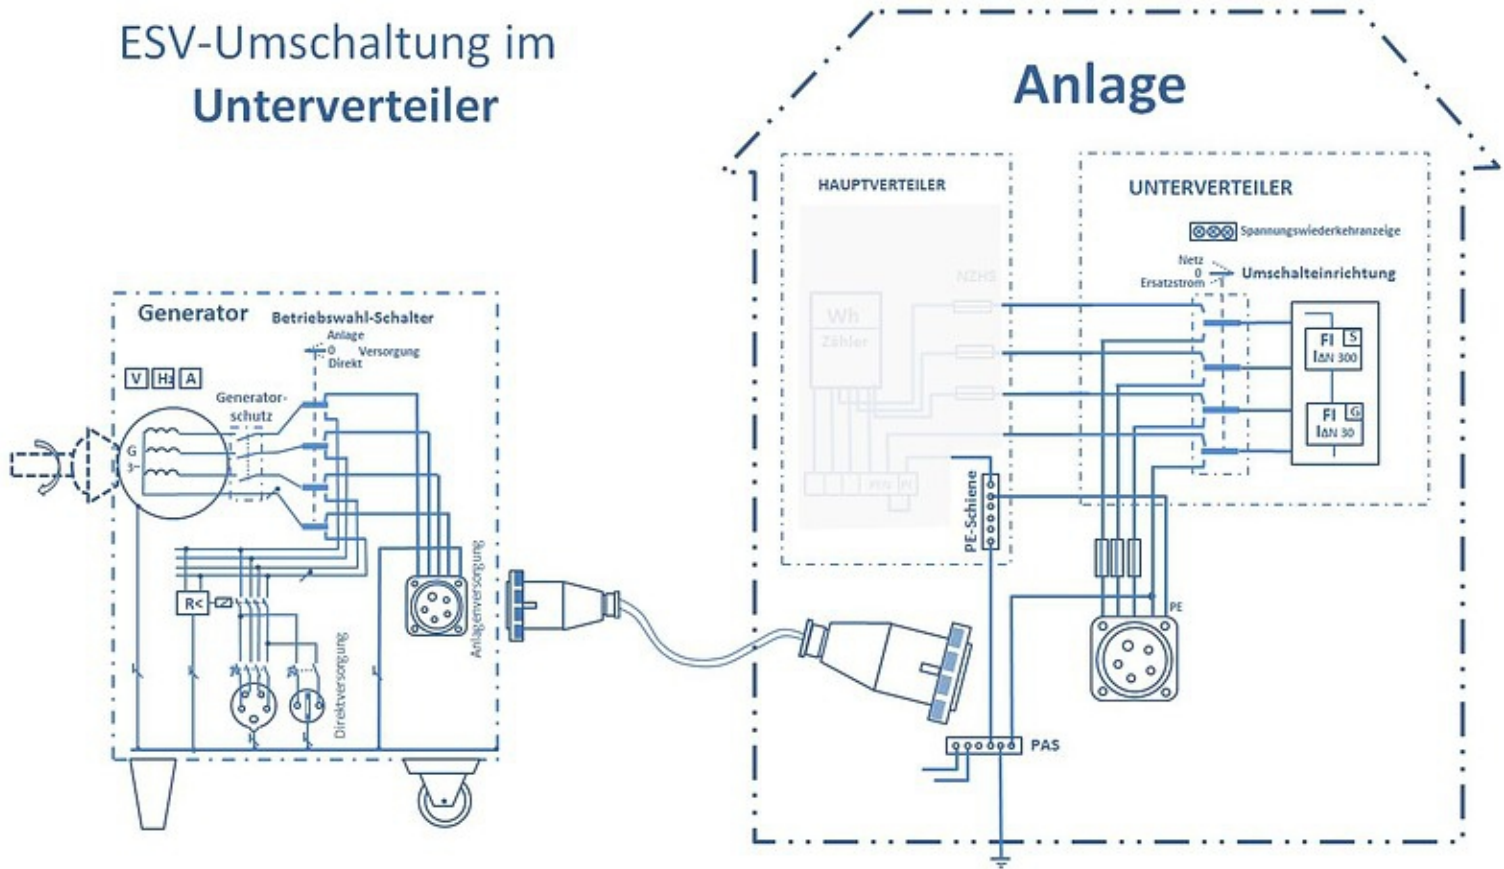 ESV-Umschaltung im
Unterverteiler
Anlage
HAUPTVERTEILER
NZHS
Wh
Zähler
PEN
PE
PE-Schiene
UNTERVERTEILER
Spannungswiederkehranzeige
Netz
0
Ersatzstrom
Umschalteinrichtung
FI S
IΔN 300
FI G
IΔN 30
PE
PAS
Generator
Betriebswahl-Schalter
Anlage
0 Versorgung
Direkt
V Hz A
Generator-
schutz
G
3~
R<
Direktversorgung
Anlagenversorgung